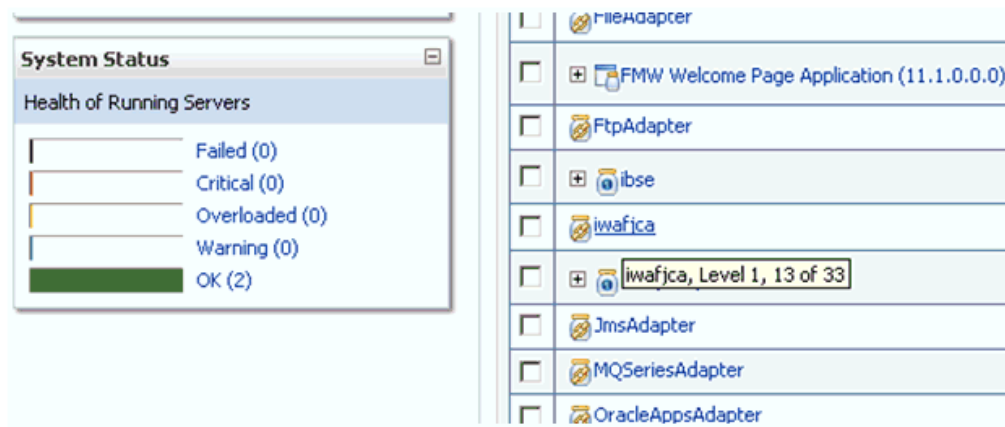 System Status
Health of Running Servers
Failed (0)
Critical (0)
Overloaded (0)
Warning (0)
OK (2)
FileAdapter
FMW Welcome Page Application (11.1.0.0.0)
FtpAdapter
ibse
iwafjca
iwafjca, Level 1, 13 of 33
JmsAdapter
MQSeriesAdapter
OracleAppsAdapter